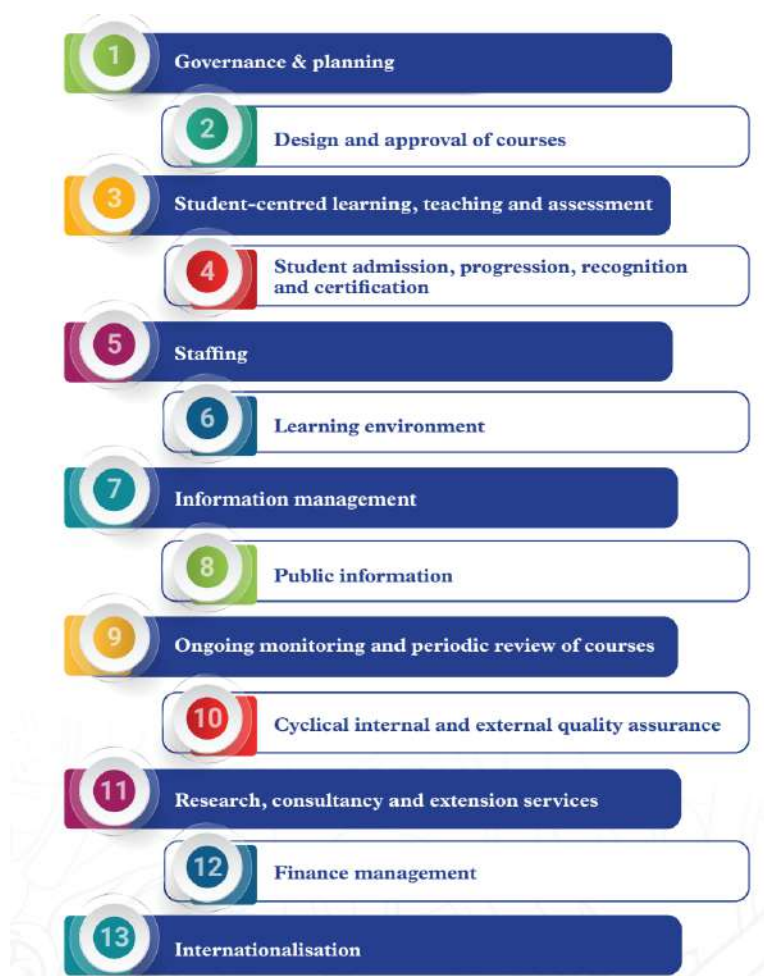 1
Governance & planning
2
Design and approval of courses
3
Student-centred learning, teaching and assessment
4
Student admission, progression, recognition
and certification
5
Staffing
6
Learning environment
7
Information management
8
Public information
9
Ongoing monitoring and periodic review of courses
10
Cyclical internal and external quality assurance
11
Research, consultancy and extension services
12
Finance management
13
Internationalisation